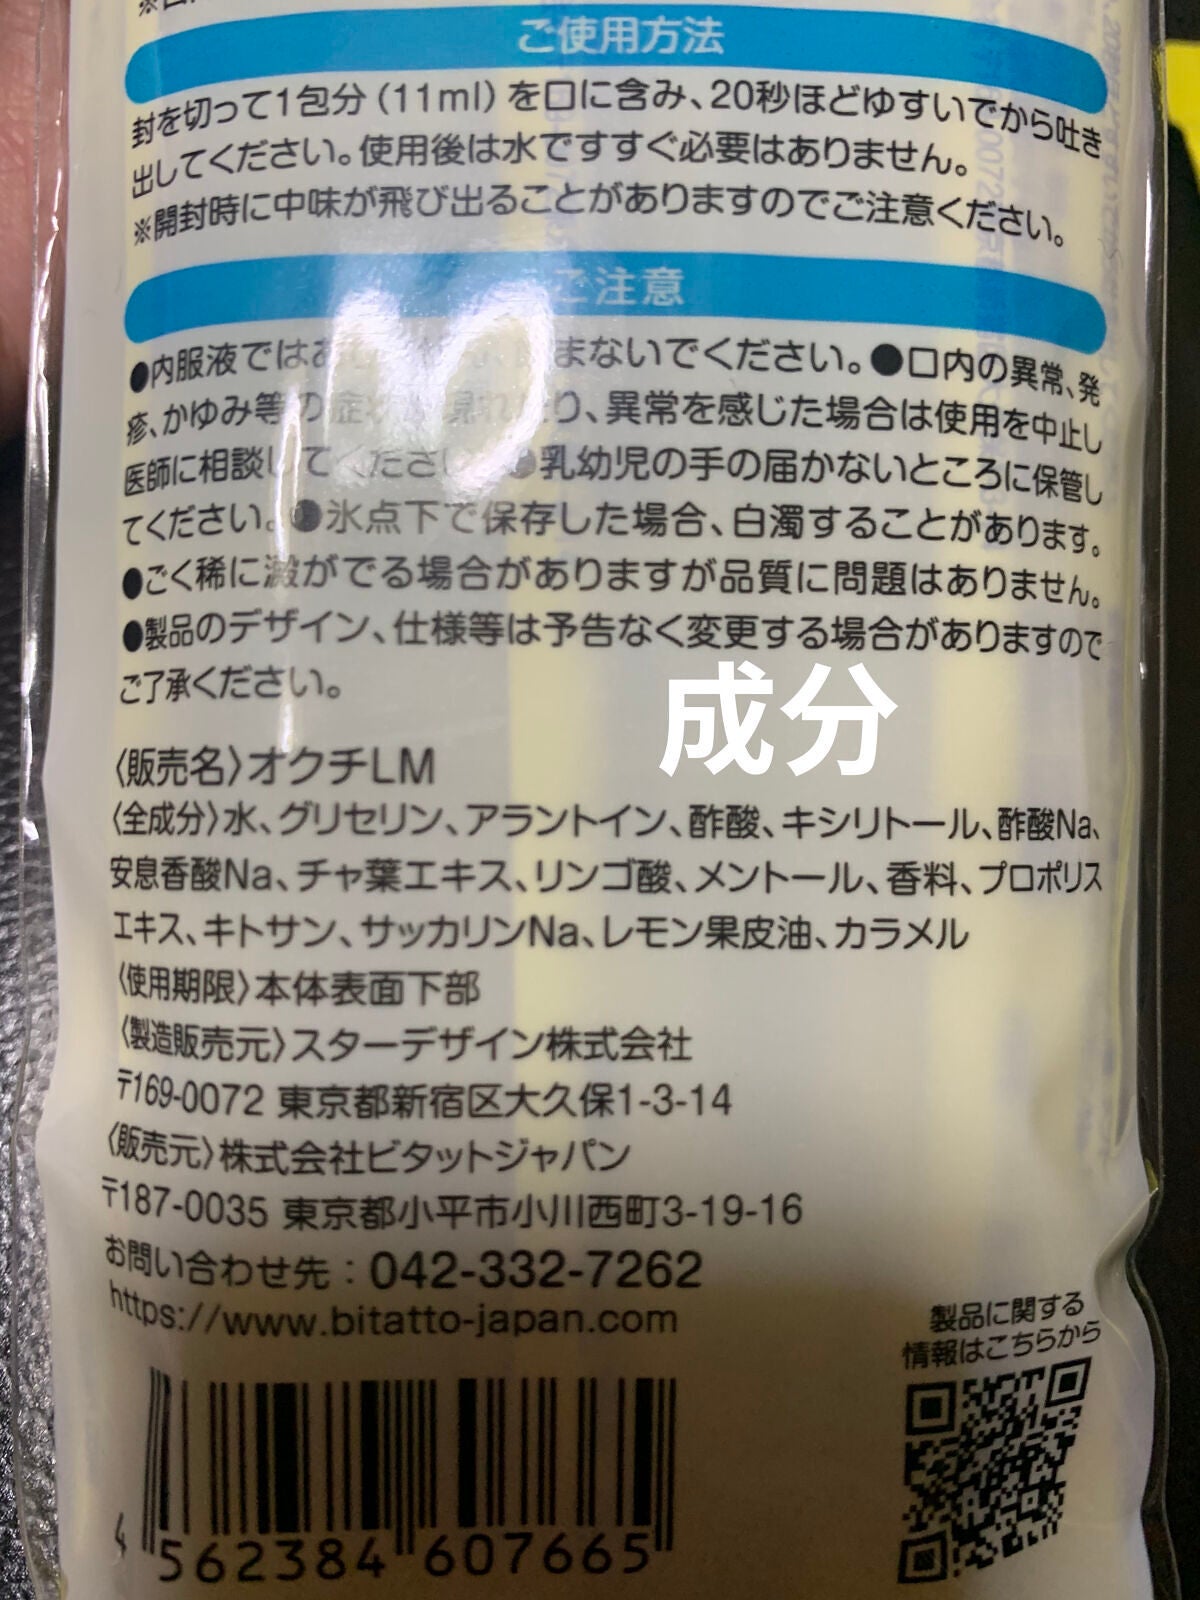 ご使用方法
封を切って1包分（11ml）を口に含み、20秒ほどゆすいでから吐き
出してください。使用後は水ですすぐ必要はありません。
※開封時に中味が飛び出ることがありますのでご注意ください。
ご注意
●内服液ではあ まないでください。●口内の異常、発
疹、かゆみ等の症状が現れたり、異常を感じた場合は使用を中止し
医師に相談してください。●乳幼児の手の届かないところに保管し
てください。●氷点下で保存した場合、白濁することがあります。
●ごく稀に澱がでる場合がありますが品質に問題はありません。
●製品のデザイン、仕様等は予告なく変更する場合がありますので
ご了承ください。
成分
〈販売名〉オクチLM
〈全成分〉水、グリセリン、アラントイン、酢酸、キシリトール、酢酸Na、
安息香酸Na、チャ葉エキス、リンゴ酸、メントール、香料、プロポリス
エキス、キトサン、サッカリンNa、レモン果皮油、カラメル
〈使用期限〉本体表面下部
〈製造販売元〉スターデザイン株式会社
〒169-0072 東京都新宿区大久保1-3-14
〈販売元〉株式会社ビタットジャパン
〒187-0035 東京都小平市小川西町3-19-16
お問い合わせ先：042-332-7262
https://www.bitatto-japan.com
製品に関する
情報はこちらから
4 562384 607665